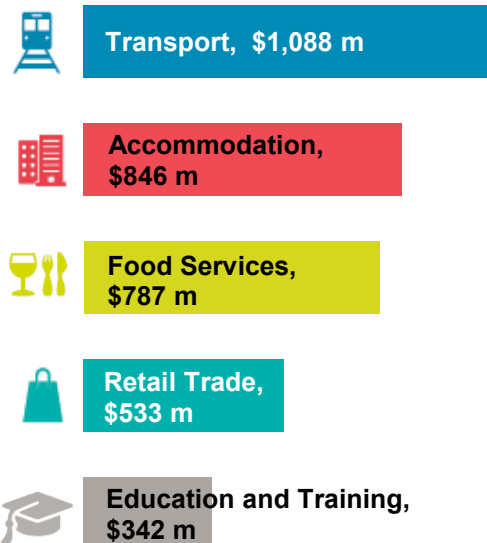 Transport, $1,088 m
Accommodation,
$846 m
Food Services,
$787 m
Retail Trade,
$533 m
Education and Training,
$342 m